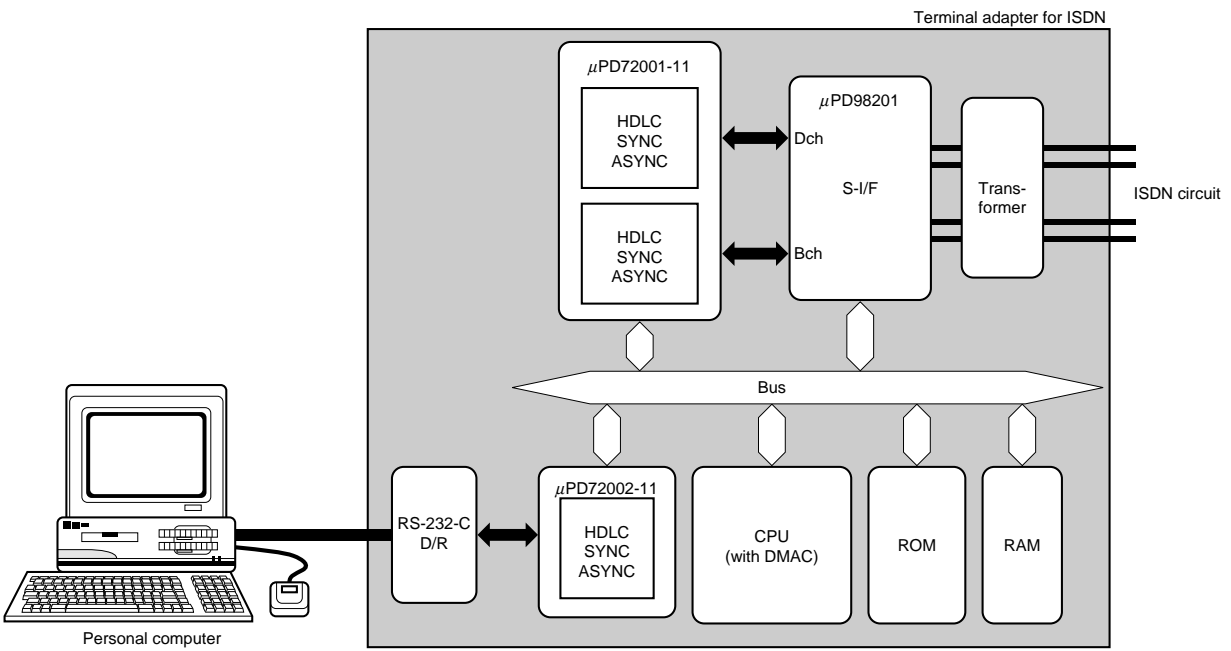 Terminal adapter for ISDN
μPD72001-11
HDLC
SYNC
ASYNC
HDLC
SYNC
ASYNC
μPD98201
Dch
S-I/F
Bch
Trans-
former
ISDN circuit
Bus
RS-232-C
D/R
μPD72002-11
HDLC
SYNC
ASYNC
CPU
(with DMAC)
ROM
RAM
Personal computer